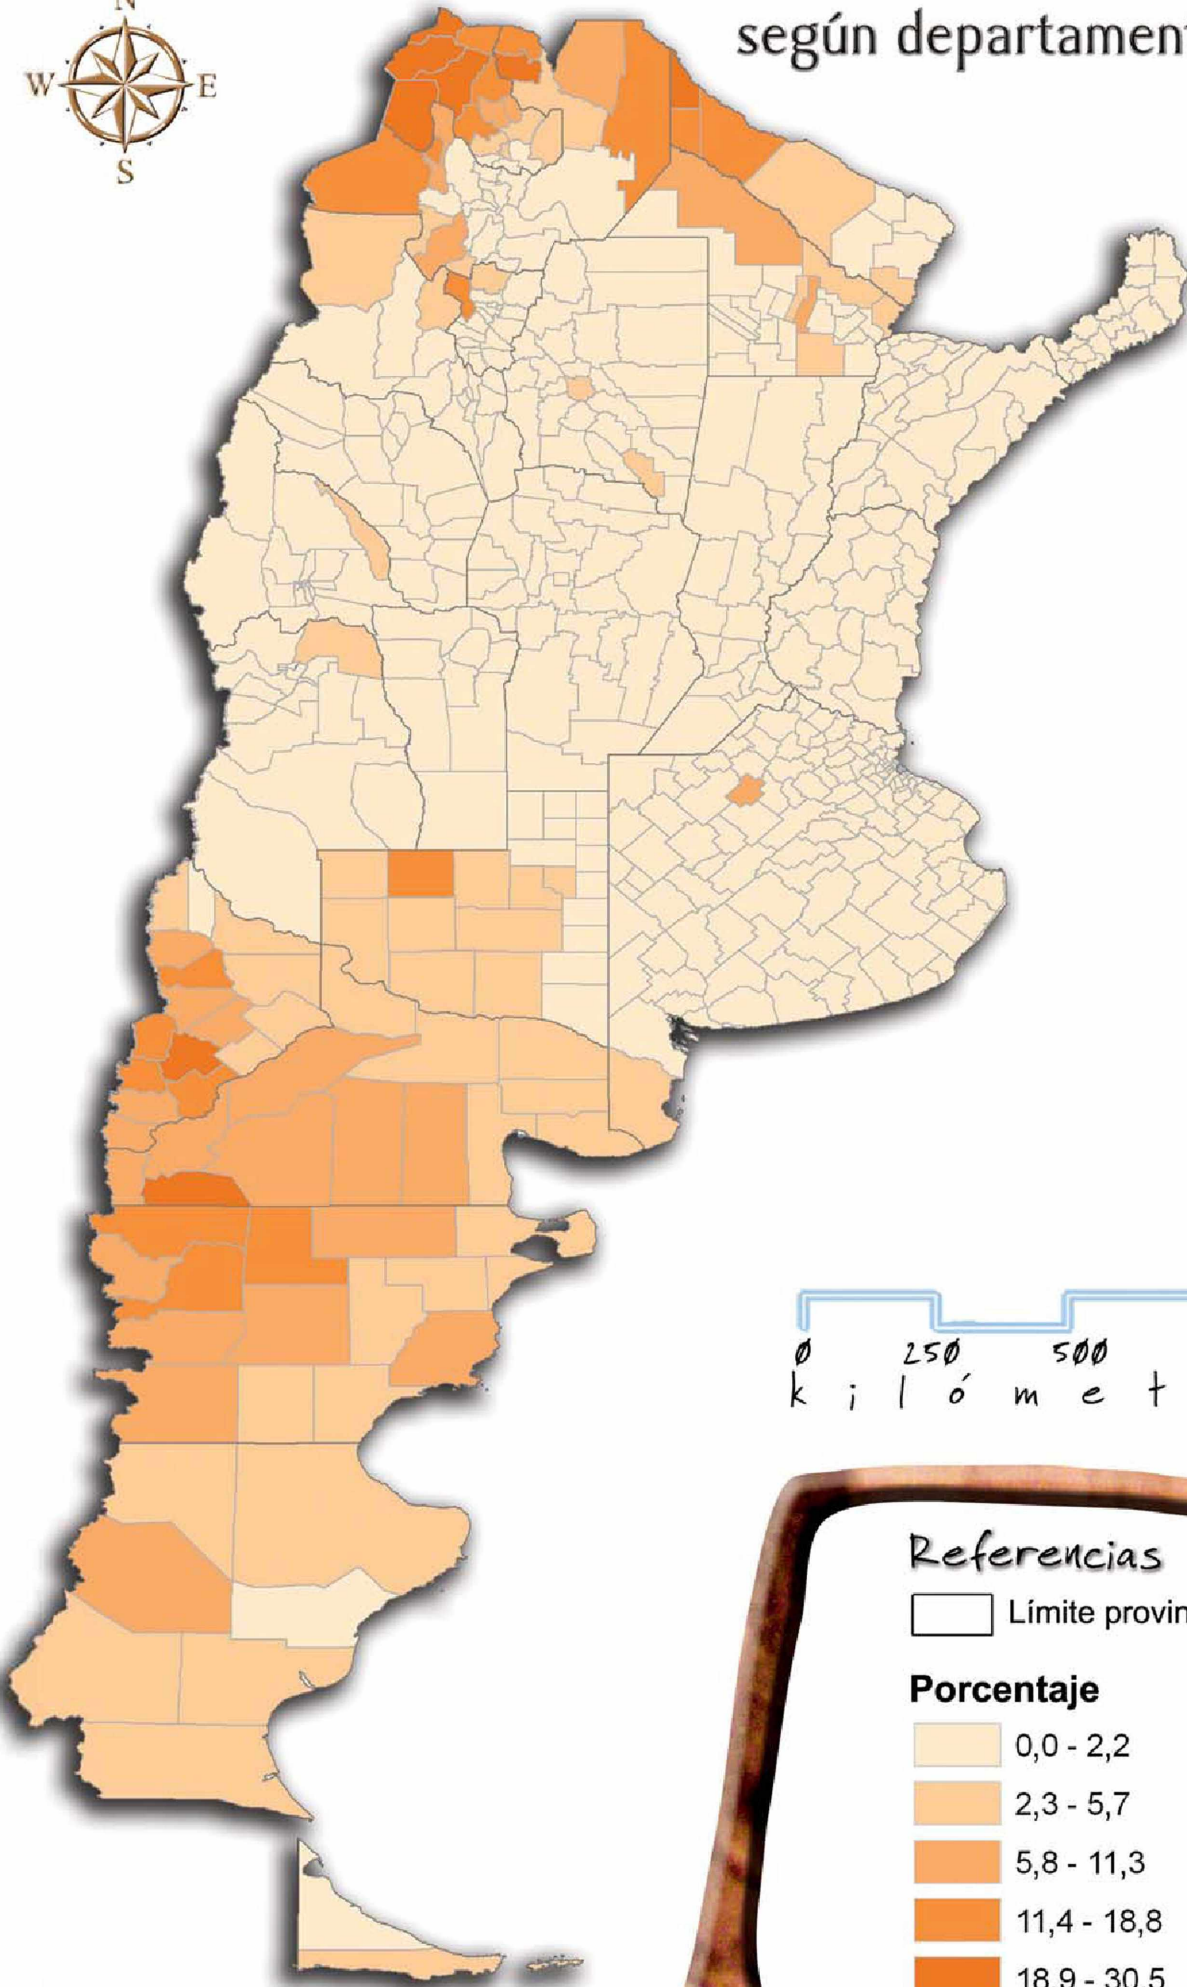 N
W E
S
según departament
0 250 500
k i l ó m e t
Referencias
Límite provin
Porcentaje
0,0 - 2,2
2,3 - 5,7
5,8 - 11,3
11,4 - 18,8
18,9 - 30,5